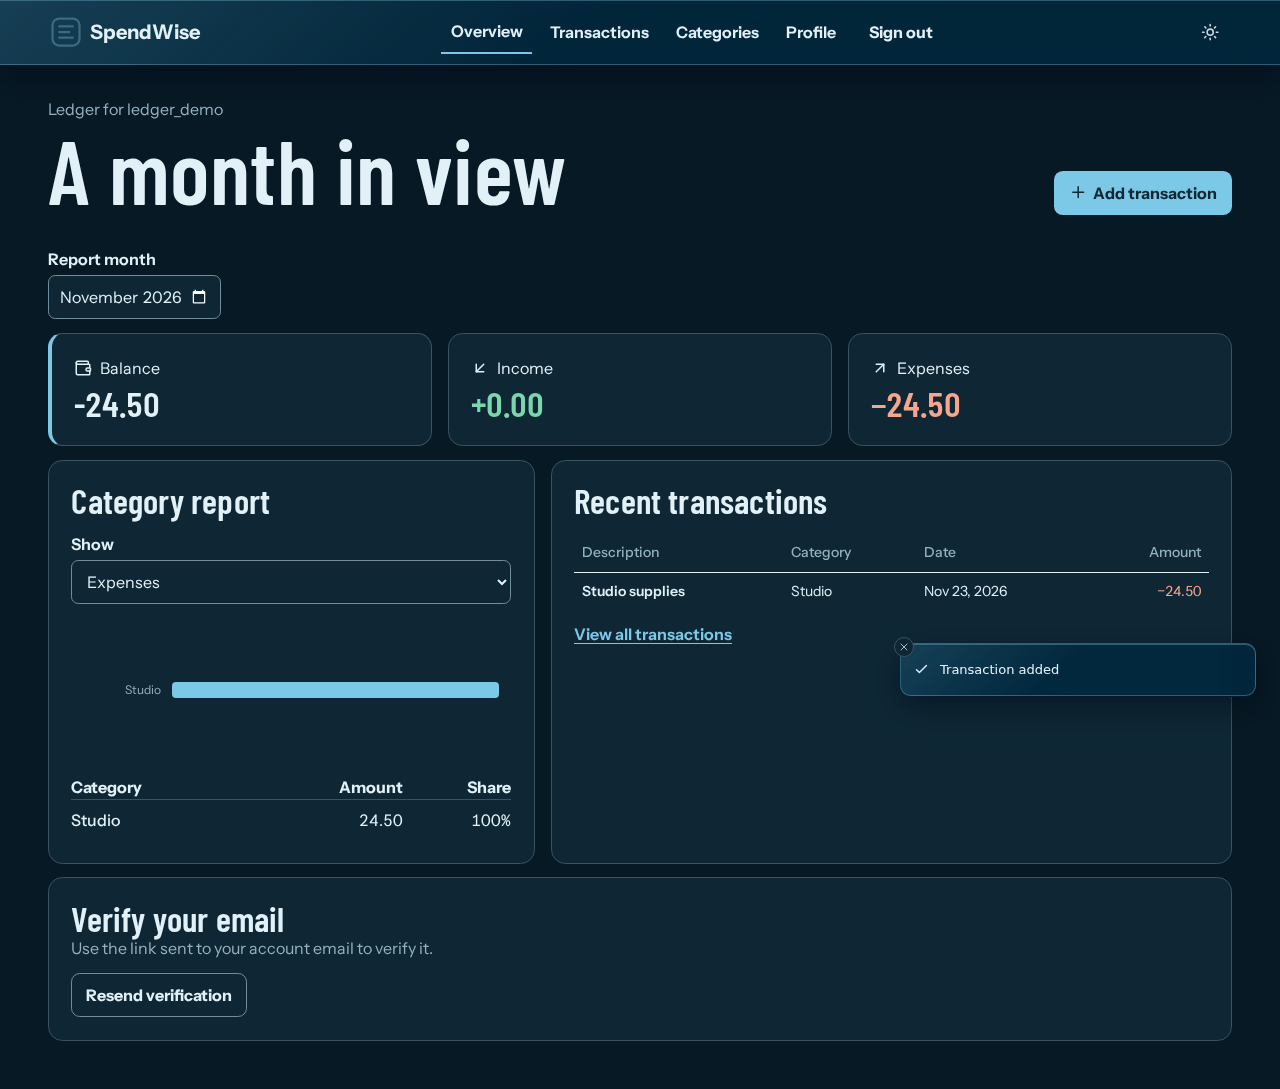 SpendWise
Overview Transactions Categories Profile Sign out
Ledger for ledger_demo
A month in view
Add transaction
Report month
November 2026
Balance
-24.50
Income
+0.00
Expenses
−24.50
Category report
Show
Expenses
Studio
Category Amount Share
Studio 24.50 100%
Recent transactions
Description Category Date Amount
Studio supplies Studio Nov 23, 2026 −24.50
View all transactions
Transaction added
Verify your email
Use the link sent to your account email to verify it.
Resend verification